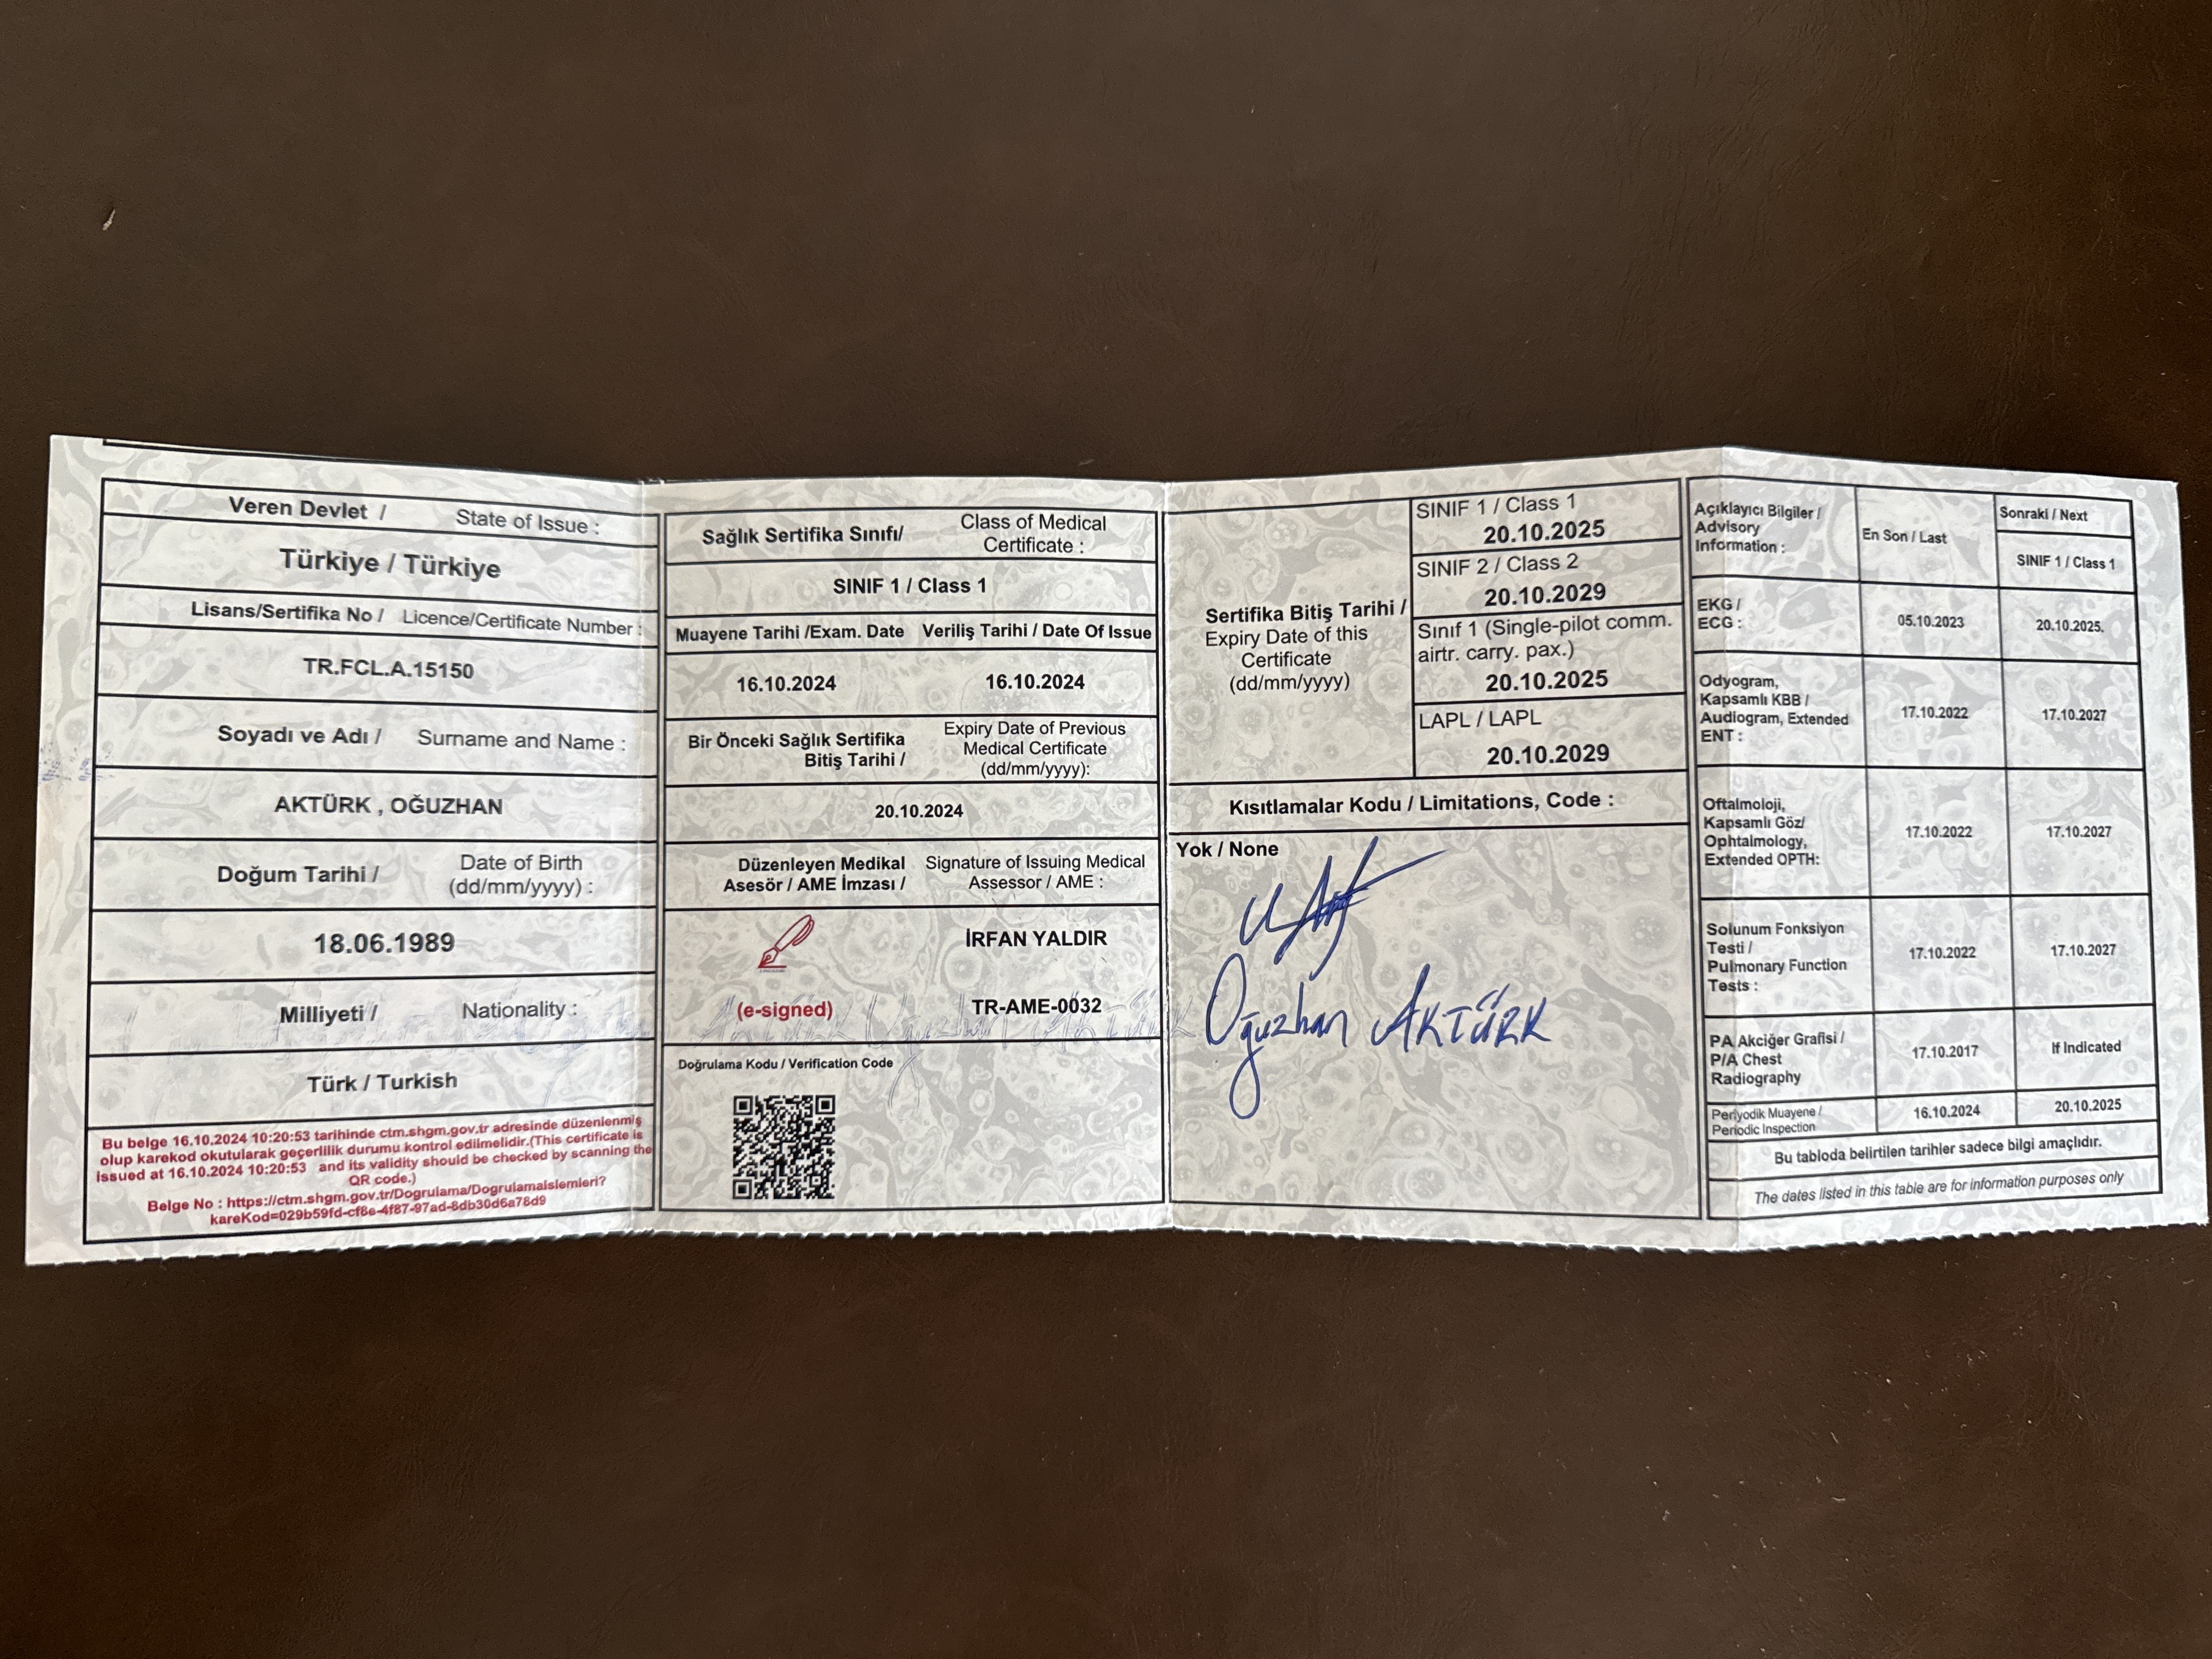 Veren Devlet / State of Issue :
Türkiye / Türkiye
Lisans/Sertifika No / Licence/Certificate Number :
TR.FCL.A.15150
Soyadı ve Adı / Surname and Name :
AKTÜRK , OĞUZHAN
Doğum Tarihi / Date of Birth
(dd/mm/yyyy) :
18.06.1989
Milliyeti / Nationality :
Türk / Turkish
Bu belge 16.10.2024 10:20:53 tarihinde ctm.shgm.gov.tr adresinde düzenlenmiş
olup karekod okutularak geçerlilik durumu kontrol edilmelidir.(This certificate is
issued at 16.10.2024 10:20:53 and its validity should be checked by scanning the
QR code.)
Belge No : https://ctm.shgm.gov.tr/Dogrulama/DogrulamaIslemleri?
kareKod=029b59fd-cf8e-4f87-97ad-8db30d6a78d9
Sağlık Sertifika Sınıfı/ Class of Medical
Certificate :
SINIF 1 / Class 1
Muayene Tarihi /Exam. Date Veriliş Tarihi / Date Of Issue
16.10.2024 16.10.2024
Bir Önceki Sağlık Sertifika
Bitiş Tarihi /
Expiry Date of Previous
Medical Certificate
(dd/mm/yyyy):
20.10.2024
Düzenleyen Medikal
Asesör / AME İmzası /
Signature of Issuing Medical
Assessor / AME :
İRFAN YALDIR
(e-signed) TR-AME-0032
Doğrulama Kodu / Verification Code
Sertifika Bitiş Tarihi /
Expiry Date of this
Certificate
(dd/mm/yyyy)
SINIF 1 / Class 1
20.10.2025
SINIF 2 / Class 2
20.10.2029
Sınıf 1 (Single-pilot comm.
airtr. carry. pax.)
20.10.2025
LAPL / LAPL
20.10.2029
Kısıtlamalar Kodu / Limitations, Code :
Yok / None
Oğuzhan AKTÜRK
Açıklayıcı Bilgiler /
Advisory
Information :
En Son / Last
Sonraki / Next
SINIF 1 / Class 1
EKG /
ECG :
05.10.2023
20.10.2025.
Odyogram,
Kapsamlı KBB /
Audiogram, Extended
ENT :
17.10.2022
17.10.2027
Oftalmoloji,
Kapsamlı Göz/
Ophtalmology,
Extended OPTH:
17.10.2022
17.10.2027
Solunum Fonksiyon
Testi /
Pulmonary Function
Tests :
17.10.2022
17.10.2027
PA Akciğer Grafisi /
P/A Chest
Radiography
17.10.2017
If Indicated
Periyodik Muayene /
Periodic Inspection
16.10.2024
20.10.2025
Bu tabloda belirtilen tarihler sadece bilgi amaçlıdır.
The dates listed in this table are for information purposes only